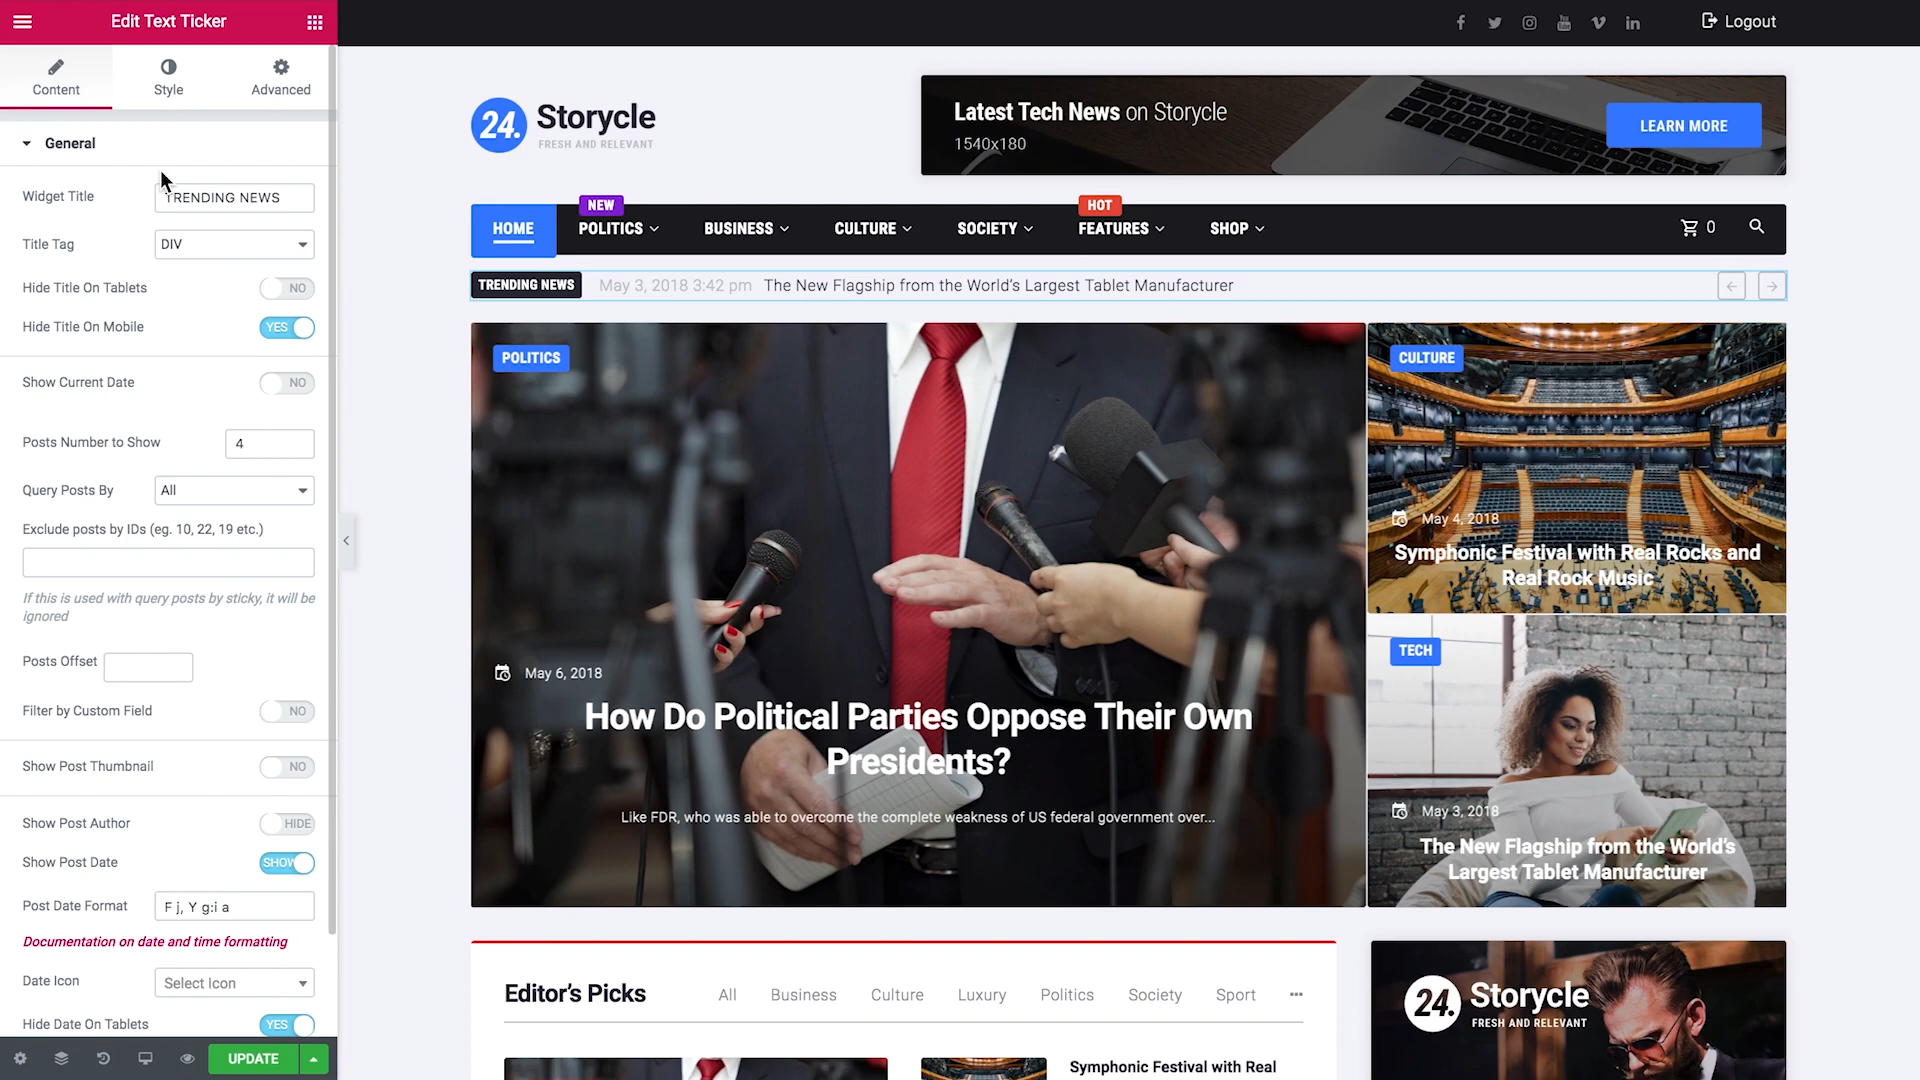 Edit Text Ticker
Content
Style
Advanced
General
Widget Title
TRENDING NEWS
Title Tag
DIV
Hide Title On Tablets
NO
Hide Title On Mobile
YES
Show Current Date
NO
Posts Number to Show
4
Query Posts By
All
Exclude posts by IDs (eg. 10, 22, 19 etc.)
If this is used with query posts by sticky, it will be
ignored
Posts Offset
Filter by Custom Field
NO
Show Post Thumbnail
NO
Show Post Author
HIDE
Show Post Date
SHOW
Post Date Format
F j, Y g:i a
Documentation on date and time formatting
Date Icon
Select Icon
Hide Date On Tablets
YES
UPDATE
Logout
24. Storycle
FRESH AND RELEVANT
Latest Tech News on Storycle
1540x180
LEARN MORE
NEW
HOT
HOME
POLITICS
BUSINESS
CULTURE
SOCIETY
FEATURES
SHOP
0
TRENDING NEWS
May 3, 2018 3:42 pm The New Flagship from the World's Largest Tablet Manufacturer
POLITICS
May 6, 2018
How Do Political Parties Oppose Their Own
Presidents?
Like FDR, who was able to overcome the complete weakness of US federal government over...
CULTURE
May 4, 2018
Symphonic Festival with Real Rocks and
Real Rock Music
TECH
May 3, 2018
The New Flagship from the World's
Largest Tablet Manufacturer
Editor's Picks
All
Business
Culture
Luxury
Politics
Society
Sport
Symphonic Festival with Real
24. Storycle
FRESH AND RELEVANT